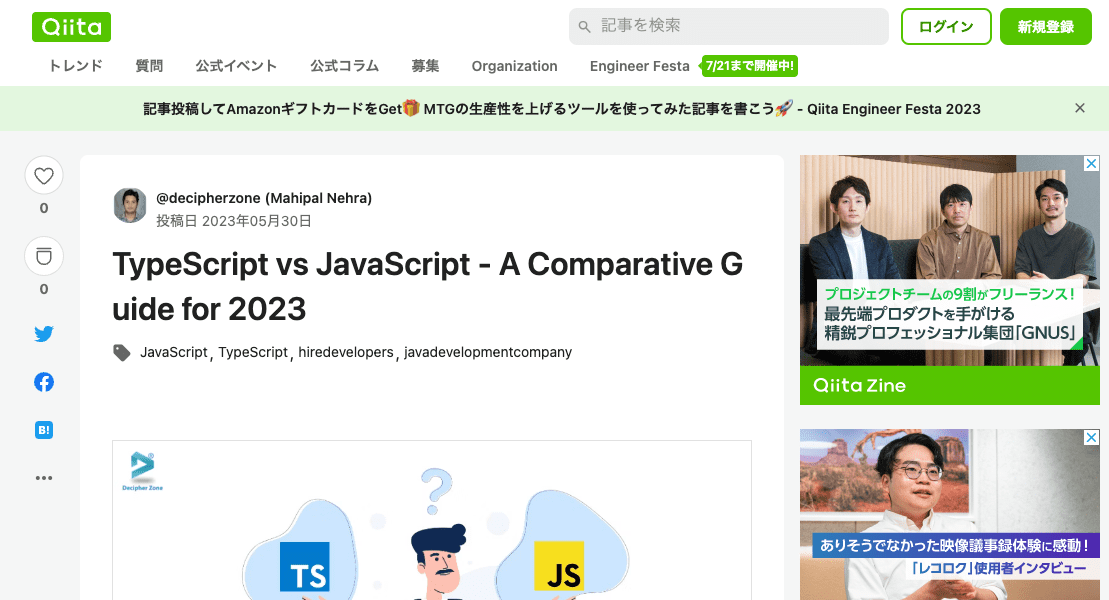 Qiita
記事を検索
ログイン
新規登録
トレンド
質問
公式イベント
公式コラム
募集
Organization
Engineer Festa
7/21まで開催中!
記事投稿してAmazonギフトカードをGet🎁 MTGの生産性を上げるツールを使ってみた記事を書こう🚀 - Qiita Engineer Festa 2023
0
0
B!
@decipherzone (Mahipal Nehra)
投稿日 2023年05月30日
TypeScript vs JavaScript - A Comparative G
uide for 2023
JavaScript, TypeScript, hiredevelopers, javadevelopmentcompany
Decipher Zone
?
TS
JS
プロジェクトチームの9割がフリーランス!
最先端プロダクトを手がける
精鋭プロフェッショナル集団「GNUS」
Qiita Zine
ありそうでなかった映像議事録体験に感動!
「レコロク」使用者インタビュー